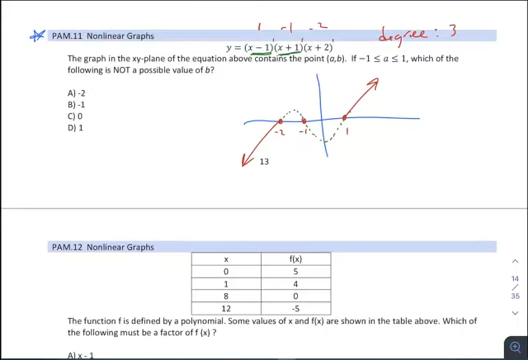 1 -1 -2
degree: 3
PAM.11 Nonlinear Graphs
y = (x − 1)(x + 1)(x + 2)
The graph in the xy-plane of the equation above contains the point (a,b). If −1 ≤ a ≤ 1, which of the
following is NOT a possible value of b?
A) -2
B) -1
C) 0
D) 1
-2 -1 1
13
PAM.12 Nonlinear Graphs
x f(x)
0 5
1 4
8 0
12 -5
The function f is defined by a polynomial. Some values of x and f(x) are shown in the table above. Which of
the following must be a factor of f (x) ?
A) x - 1
14
/
35